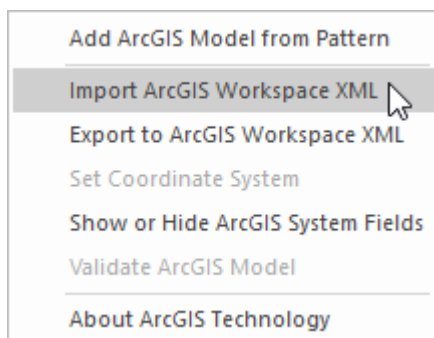 Add ArcGIS Model from Pattern
Import ArcGIS Workspace XML
Export to ArcGIS Workspace XML
Set Coordinate System
Show or Hide ArcGIS System Fields
Validate ArcGIS Model
About ArcGIS Technology